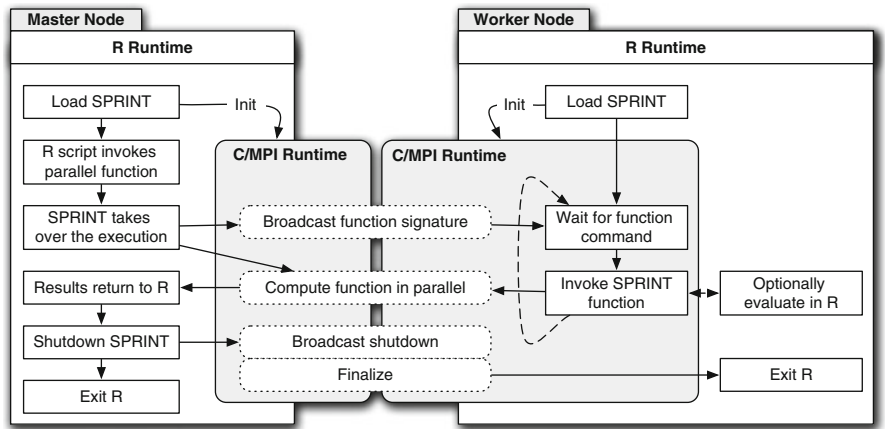 Master Node
R Runtime
Load SPRINT
Init
R script invokes
parallel function
SPRINT takes
over the execution
Results return to R
Shutdown SPRINT
Exit R
C/MPI Runtime
Broadcast function signature
Compute function in parallel
Broadcast shutdown
Finalize
Worker Node
R Runtime
Init
Load SPRINT
C/MPI Runtime
Wait for function
command
Invoke SPRINT
function
Optionally
evaluate in R
Exit R